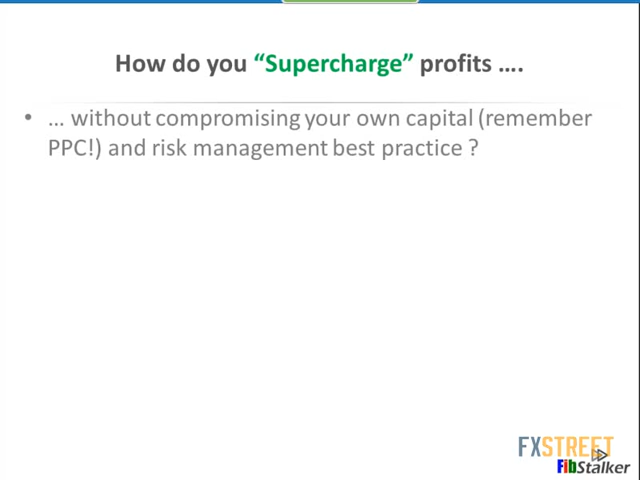 How do you “Supercharge” profits ….
• … without compromising your own capital (remember
PPC!) and risk management best practice ?
FXSTREET
FibStalker